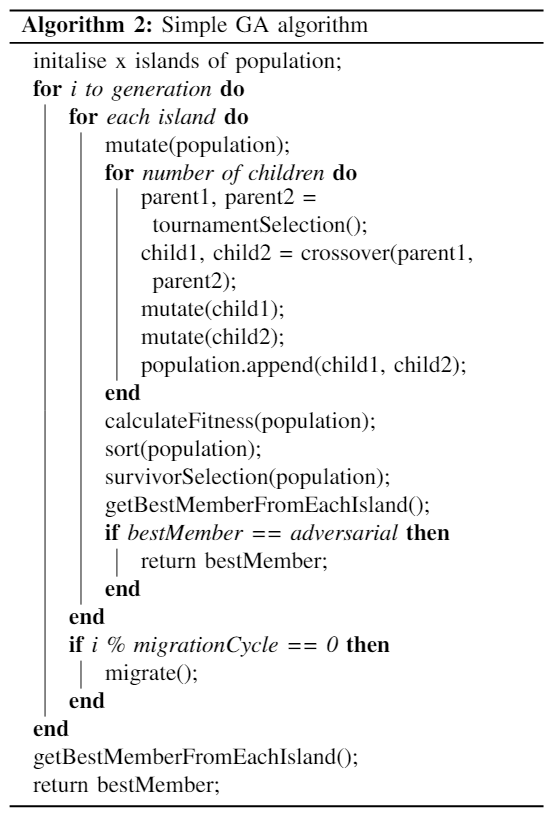 Algorithm 2: Simple GA algorithm
initalise x islands of population;
for i to generation do
for each island do
mutate(population);
for number of children do
parent1, parent2 =
tournamentSelection();
child1, child2 = crossover(parent1,
parent2);
mutate(child1);
mutate(child2);
population.append(child1, child2);
end
calculateFitness(population);
sort(population);
survivorSelection(population);
getBestMemberFromEachIsland();
if bestMember == adversarial then
return bestMember;
end
end
if i % migrationCycle == 0 then
migrate();
end
end
getBestMemberFromEachIsland();
return bestMember;